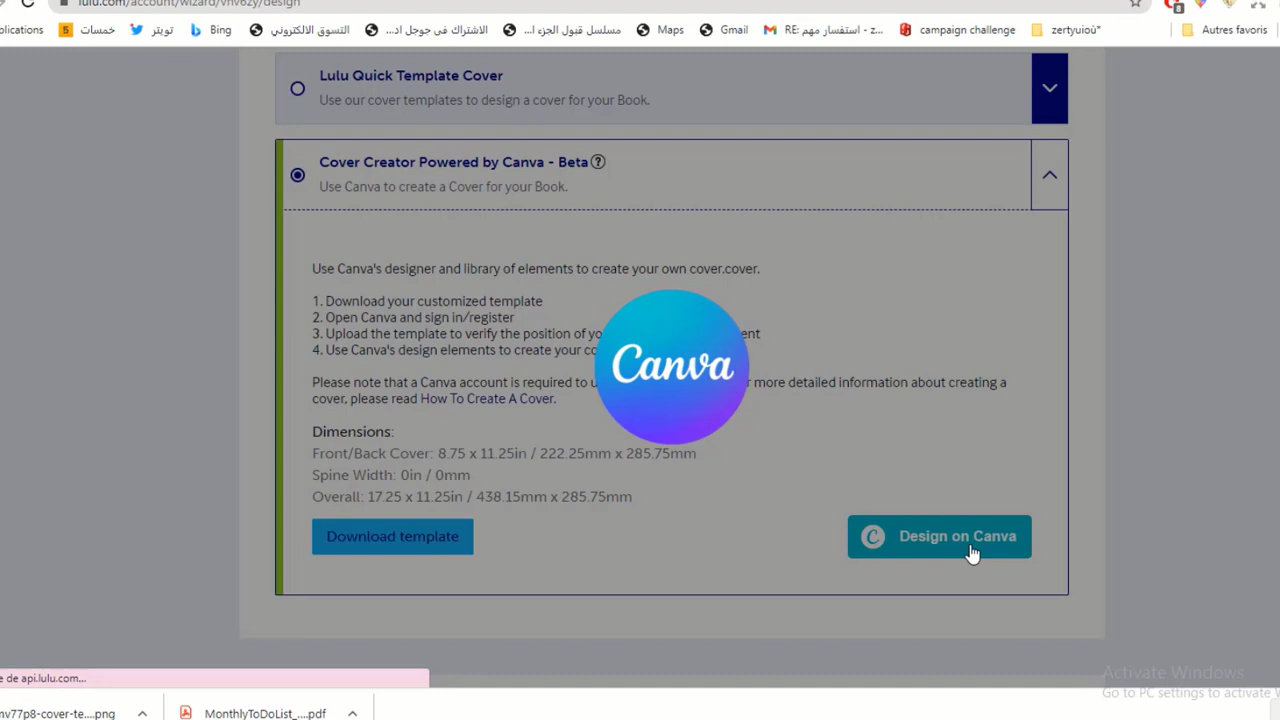 lulu.com/account/wizard/vnv6zy/design
plications
خمسات
تويتر
Bing
التسويق الالكتروني
الاشتراك في جوجل اد...
مسلسل قبول الجزء ا...
Maps
Gmail
RE: استفسار مهم - z...
campaign challenge
zertyuioù"
Autres favoris
Lulu Quick Template Cover
Use our cover templates to design a cover for your Book.
Cover Creator Powered by Canva - Beta ?
Use Canva to create a Cover for your Book.
Use Canva's designer and library of elements to create your own cover.cover.
1. Download your customized template
2. Open Canva and sign in/register
3. Upload the template to verify the position of yo
ent
4. Use Canva's design elements to create your co
Canva
Please note that a Canva account is required to u
r more detailed information about creating a
cover, please read How To Create A Cover.
Dimensions:
Front/Back Cover: 8.75 x 11.25in / 222.25mm x 285.75mm
Spine Width: 0in / 0mm
Overall: 17.25 x 11.25in / 438.15mm x 285.75mm
Download template
C Design on Canva
e de api.lulu.com...
Activate Windows
Go to PC settings to activate W
nv77p8-cover-te....png
MonthlyToDoList_....pdf